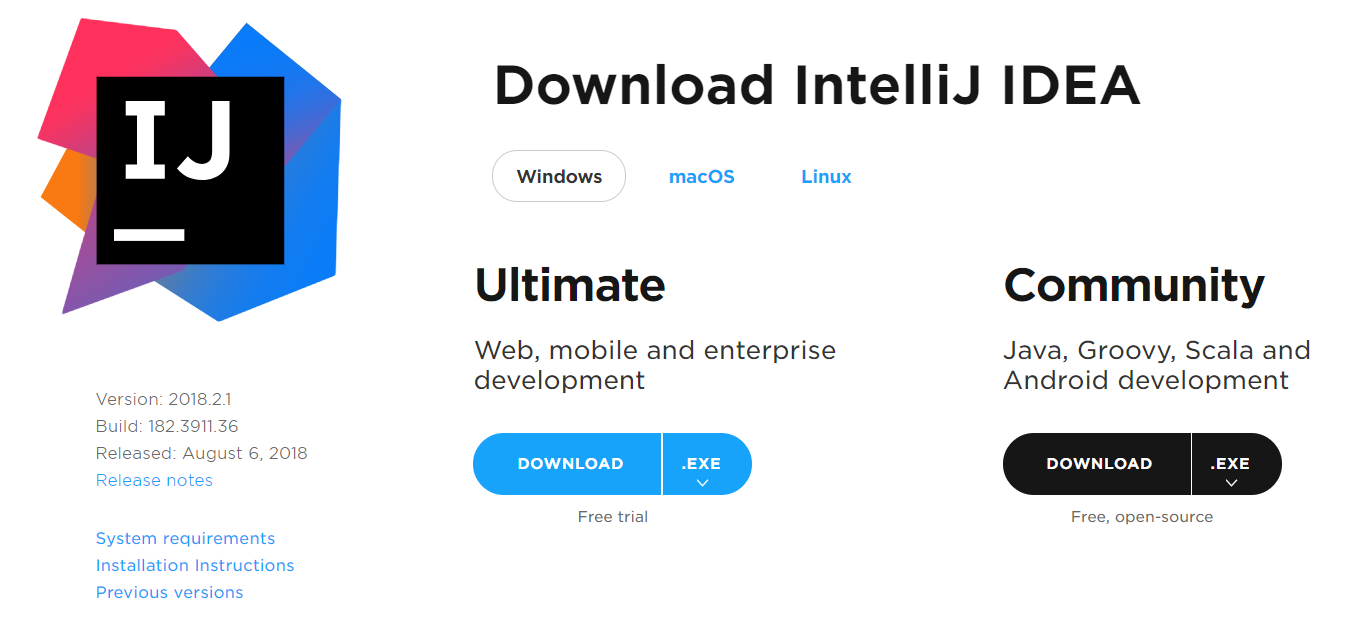 IJ
Download IntelliJ IDEA
Windows
macOS
Linux
Ultimate
Web, mobile and enterprise
development
DOWNLOAD
.EXE
Free trial
Community
Java, Groovy, Scala and
Android development
DOWNLOAD
.EXE
Free, open-source
Version: 2018.2.1
Build: 182.3911.36
Released: August 6, 2018
Release notes
System requirements
Installation Instructions
Previous versions